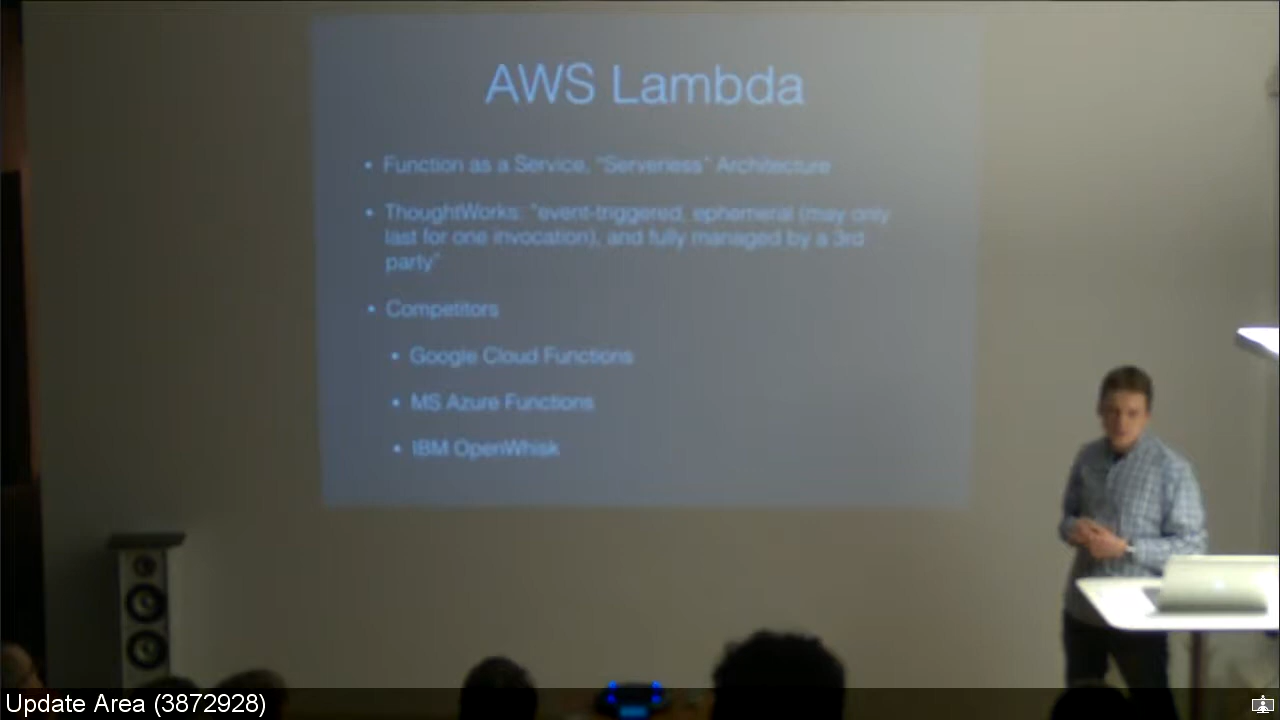 AWS Lambda
• Function as a Service, "Serverless" Architecture
• ThoughtWorks: "event-triggered, ephemeral (may only
last for one invocation), and fully managed by a 3rd
party"
• Competitors
• Google Cloud Functions
• MS Azure Functions
• IBM OpenWhisk
Update Area (3872928)